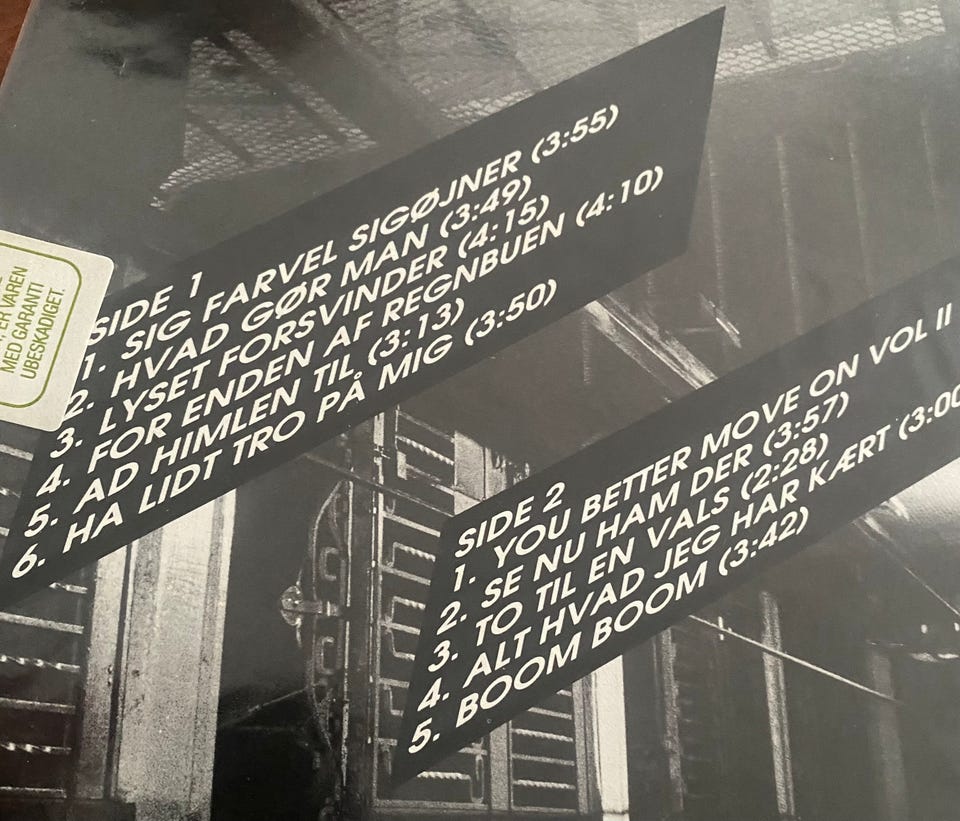 SIDE 1
1. SIG FARVEL SIGØJNER (3:55)
2. HVAD GØR MAN (3:49)
3. LYSET FORSVINDER (4:15)
4. FOR ENDEN AF REGNBUEN (4:10)
5. AD HIMLEN TIL (3:13)
6. HA LIDT TRO PÅ MIG (3:50)
SIDE 2
1. YOU BETTER MOVE ON VOL II
2. SE NU HAM DER (3:57)
3. TO TIL EN VALS (2:28)
4. ALT HVAD JEG HAR KÆRT (3:00
5. BOOM BOOM (3:42)
ER VAREN
MED GARANTI
UBESKADIGET.